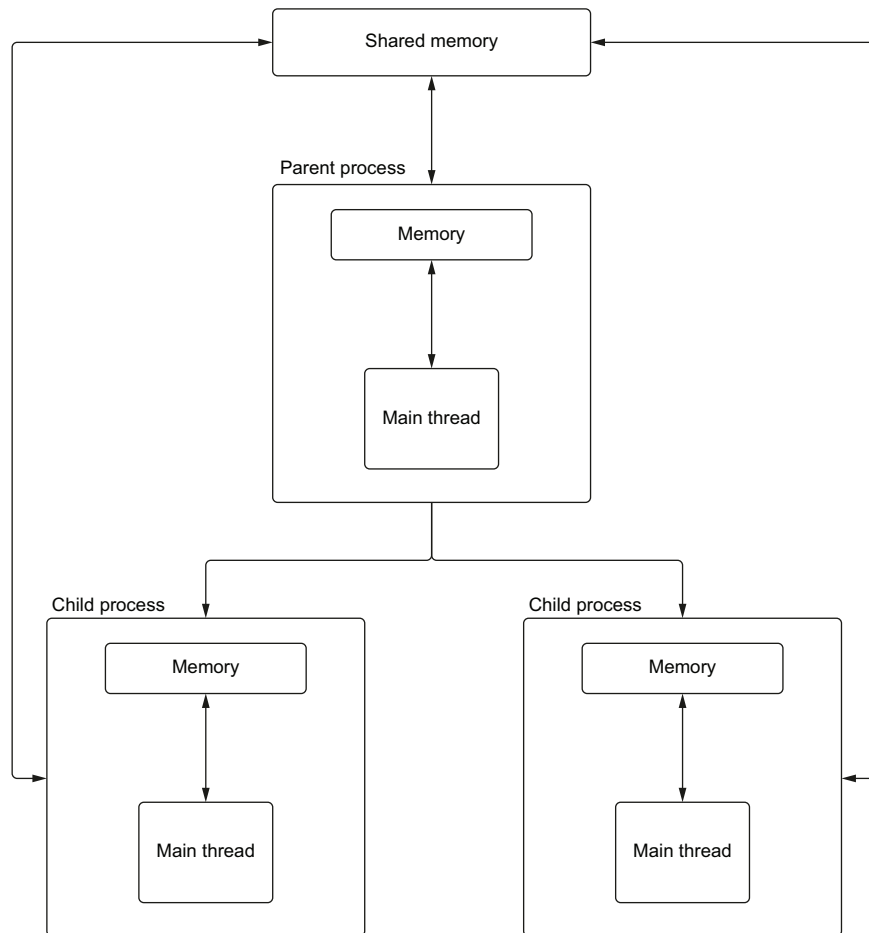 Shared memory
Parent process
Memory
Main thread
Child process
Child process
Memory
Memory
Main thread
Main thread